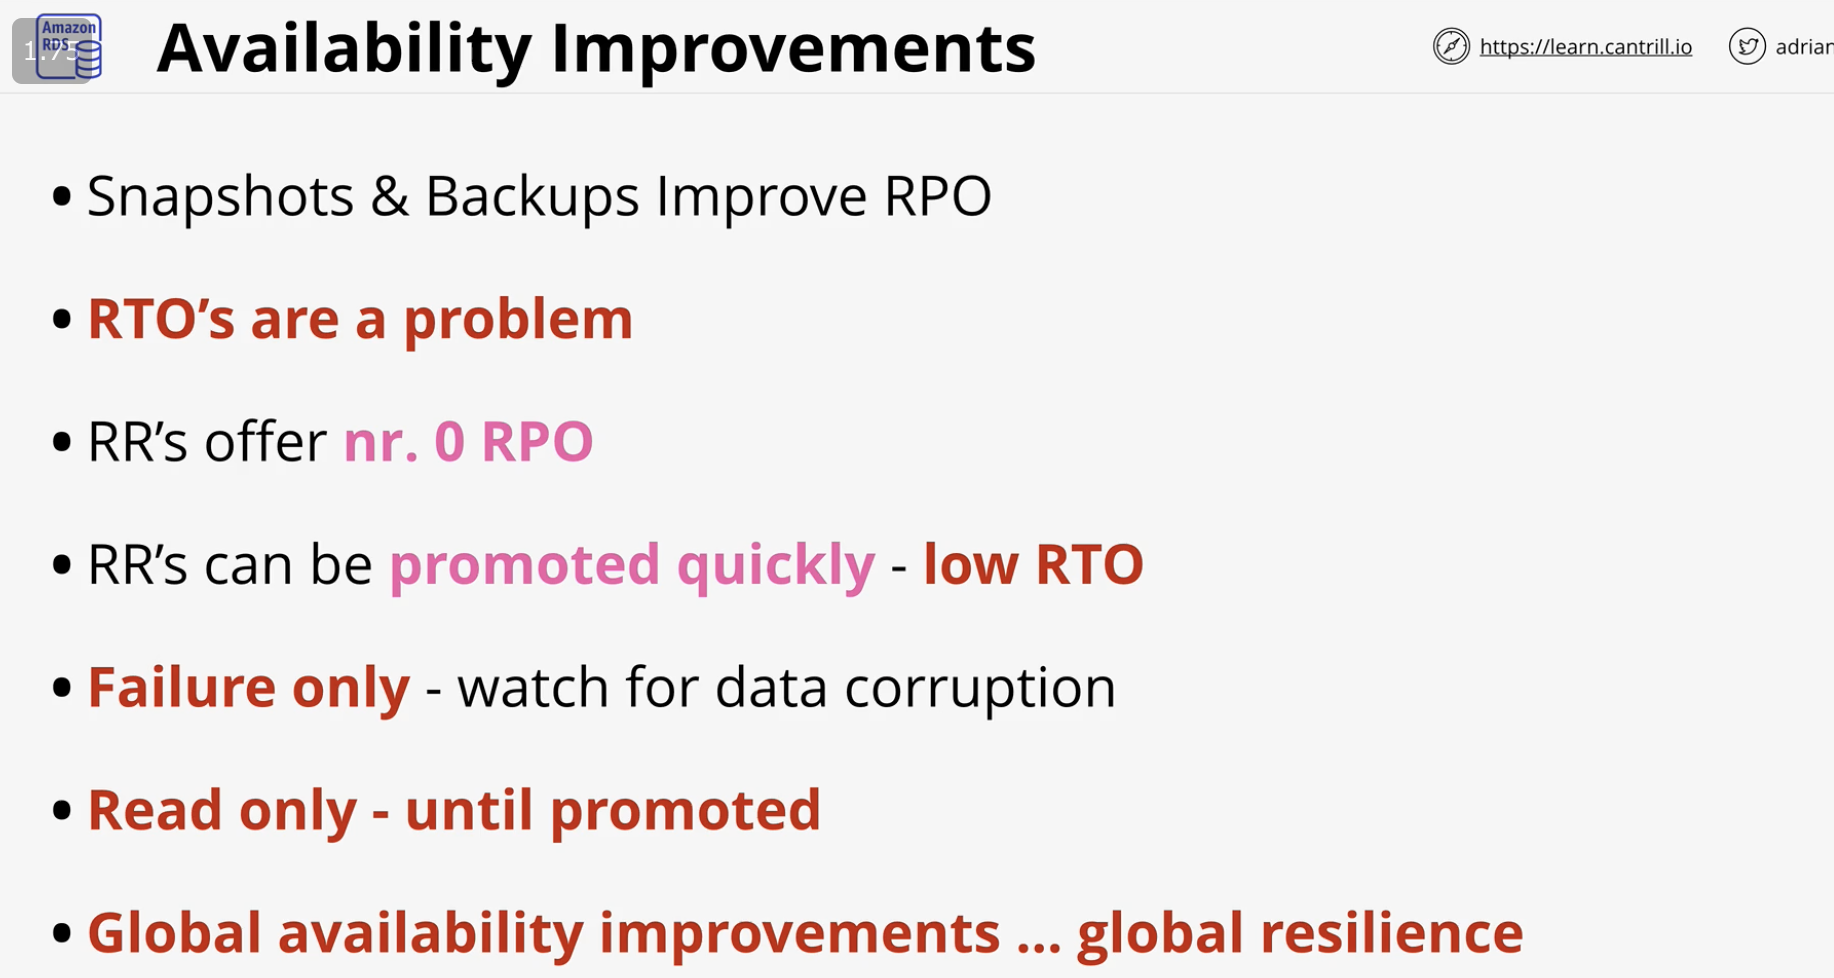 Amazon
RDS
1.75
Availability Improvements
https://learn.cantrill.io
adrian
• Snapshots & Backups Improve RPO
• RTO’s are a problem
• RR’s offer nr. 0 RPO
• RR’s can be promoted quickly - low RTO
• Failure only - watch for data corruption
• Read only - until promoted
• Global availability improvements ... global resilience